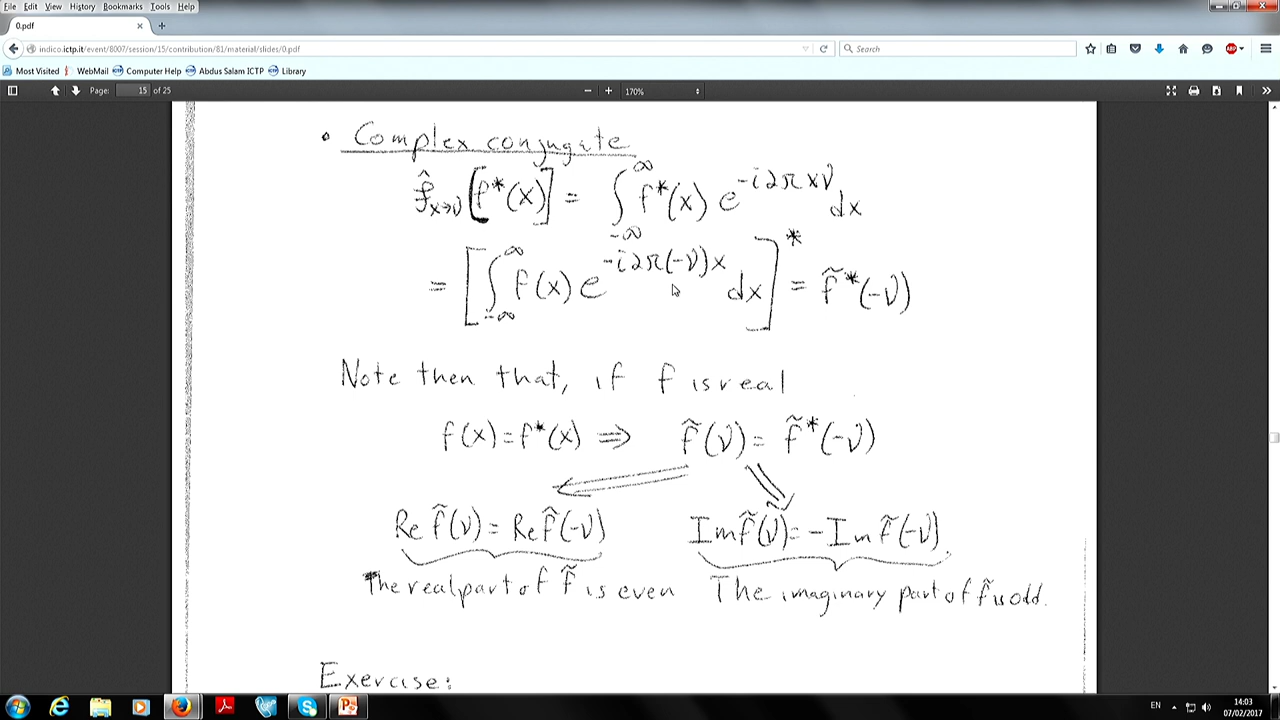 File Edit View History Bookmarks Tools Help
0.pdf
indico.ictp.it/event/8007/session/15/contribution/81/material/slides/0.pdf
Search
Most Visited WebMail Computer Help Abdus Salam ICTP Library
Page: 15 of 25
170%
• Complex conjugate
f̂ₓ→ν [f*(x)] = ∫_{-∞}^{∞} f*(x) e^{-i2πxν} dx
= [∫_{-∞}^{∞} f(x) e^{-i2π(-ν)x} dx]* = f̃*(-ν)
Note then that, if f is real
f(x)=f*(x) ⇒ f̃(ν)= f̃*(-ν)
Re f̃(ν) = Re f̃(-ν) Im f̃(ν) = -Im f̃(-ν)
The real part of f̃ is even The imaginary part of f̃ is odd.
Exercise:
EN
14:03
07/02/2017